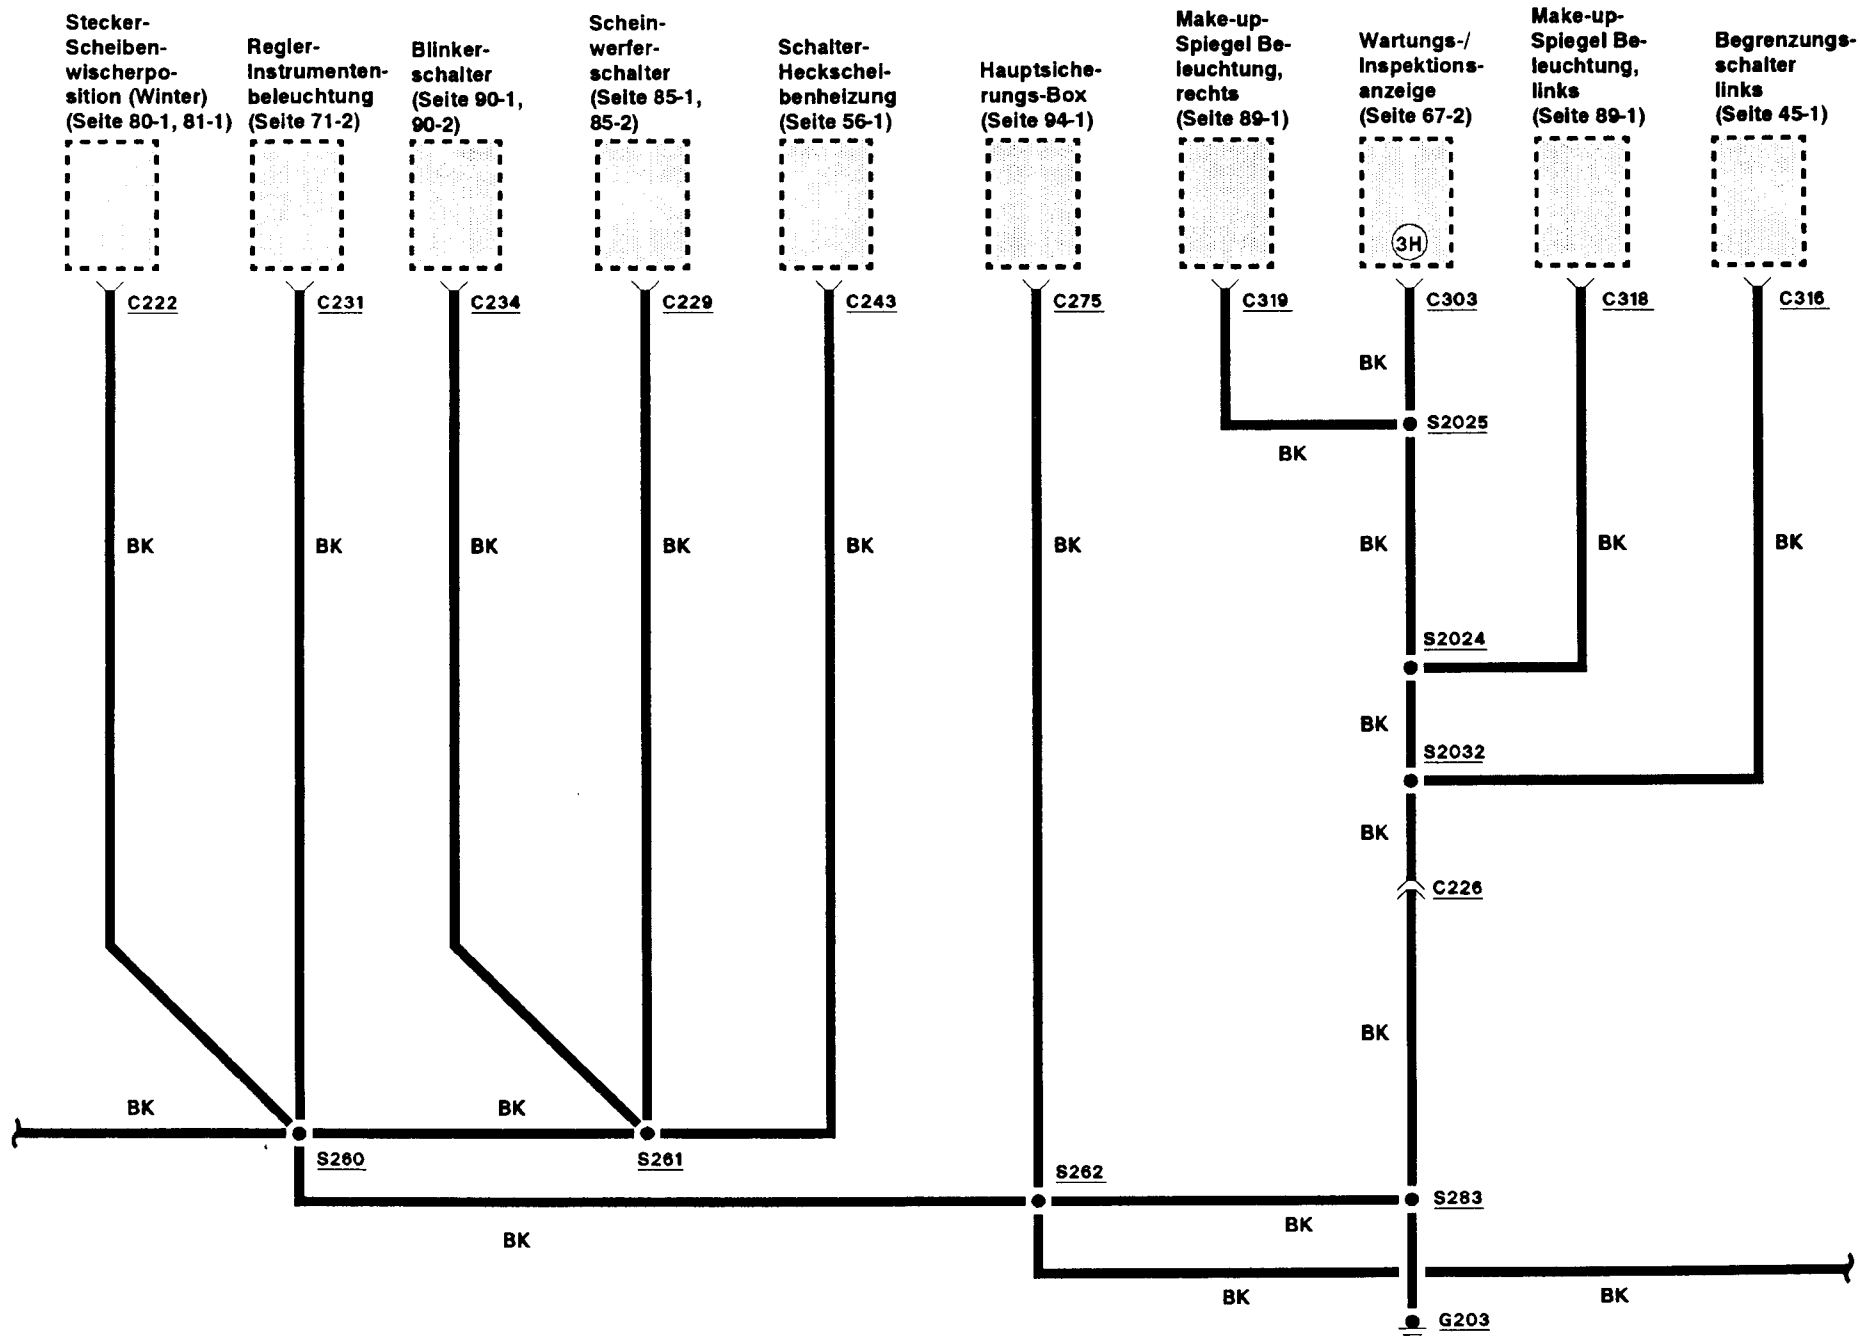 Stecker-
Scheiben-
wischerpo-
sition (Winter)
(Seite 80-1, 81-1)
Regler-
Instrumenten-
beleuchtung
(Seite 71-2)
Blinker-
schalter
(Seite 90-1,
90-2)
Schein-
werfer-
schalter
(Seite 85-1,
85-2)
Schalter-
Heckschei-
benheizung
(Seite 56-1)
Hauptsiche-
rungs-Box
(Seite 94-1)
Make-up-
Spiegel Be-
leuchtung,
rechts
(Seite 89-1)
Wartungs-/
Inspektions-
anzeige
(Seite 67-2)
Make-up-
Spiegel Be-
leuchtung,
links
(Seite 89-1)
Begrenzungs-
schalter
links
(Seite 45-1)
3H
C222
C231
C234
C229
C243
C275
C319
C303
C318
C316
BK
S2025
BK
BK
BK
BK
BK
BK
BK
BK
BK
BK
S2024
BK
S2032
BK
C226
BK
BK
BK
S260
S261
S262
S283
BK
BK
BK
BK
G203